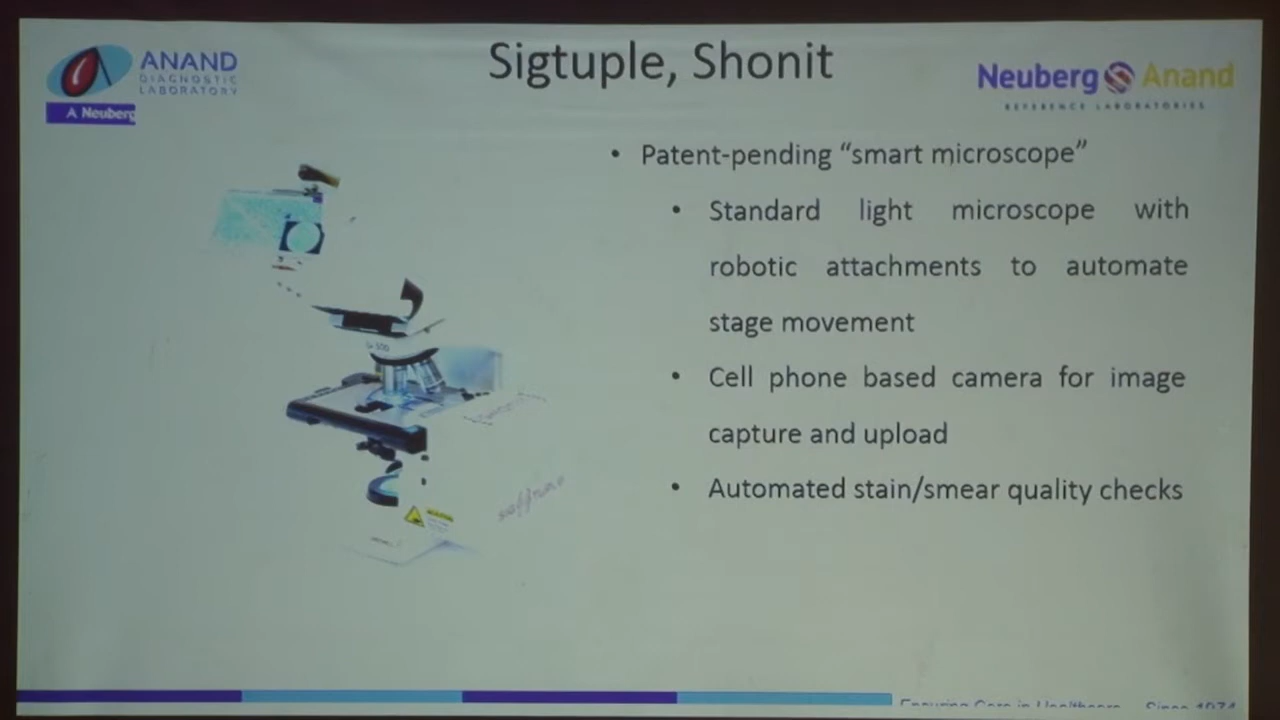 Sigtuple, Shonit
ANAND
DIAGNOSTIC
LABORATORY
A Neuberg
Neuberg Anand
REFERENCE LABORATORIES
• Patent-pending “smart microscope”
• Standard light microscope with
robotic attachments to automate
stage movement
• Cell phone based camera for image
capture and upload
• Automated stain/smear quality checks